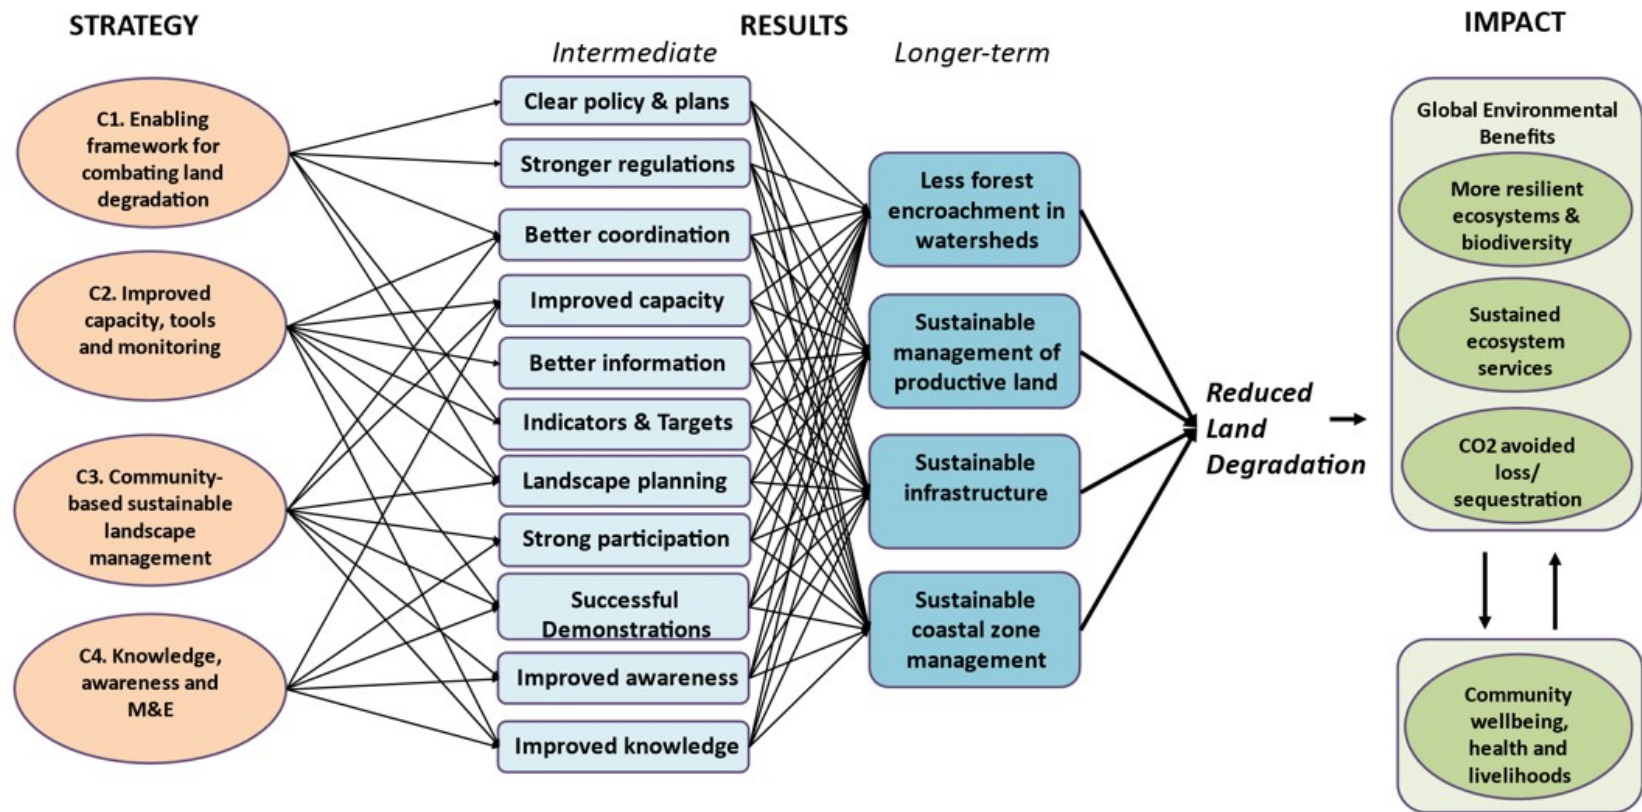 STRATEGY
RESULTS
IMPACT
Intermediate
Longer-term
C1. Enabling
framework for
combating land
degradation
C2. Improved
capacity, tools
and monitoring
C3. Community-
based sustainable
landscape
management
C4. Knowledge,
awareness and
M&E
Clear policy & plans
Stronger regulations
Better coordination
Improved capacity
Better information
Indicators & Targets
Landscape planning
Strong participation
Successful
Demonstrations
Improved awareness
Improved knowledge
Less forest
encroachment in
watersheds
Sustainable
management of
productive land
Sustainable
infrastructure
Sustainable
coastal zone
management
Reduced
Land
Degradation
Global Environmental
Benefits
More resilient
ecosystems &
biodiversity
Sustained
ecosystem
services
CO2 avoided
loss/
sequestration
Community
wellbeing,
health and
livelihoods